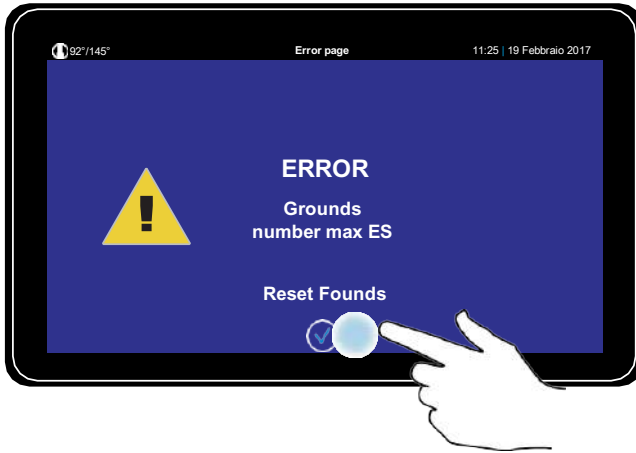 92°/145° Error page 11:25 | 19 Febbraio 2017
ERROR
Grounds
number max ES
Reset Founds